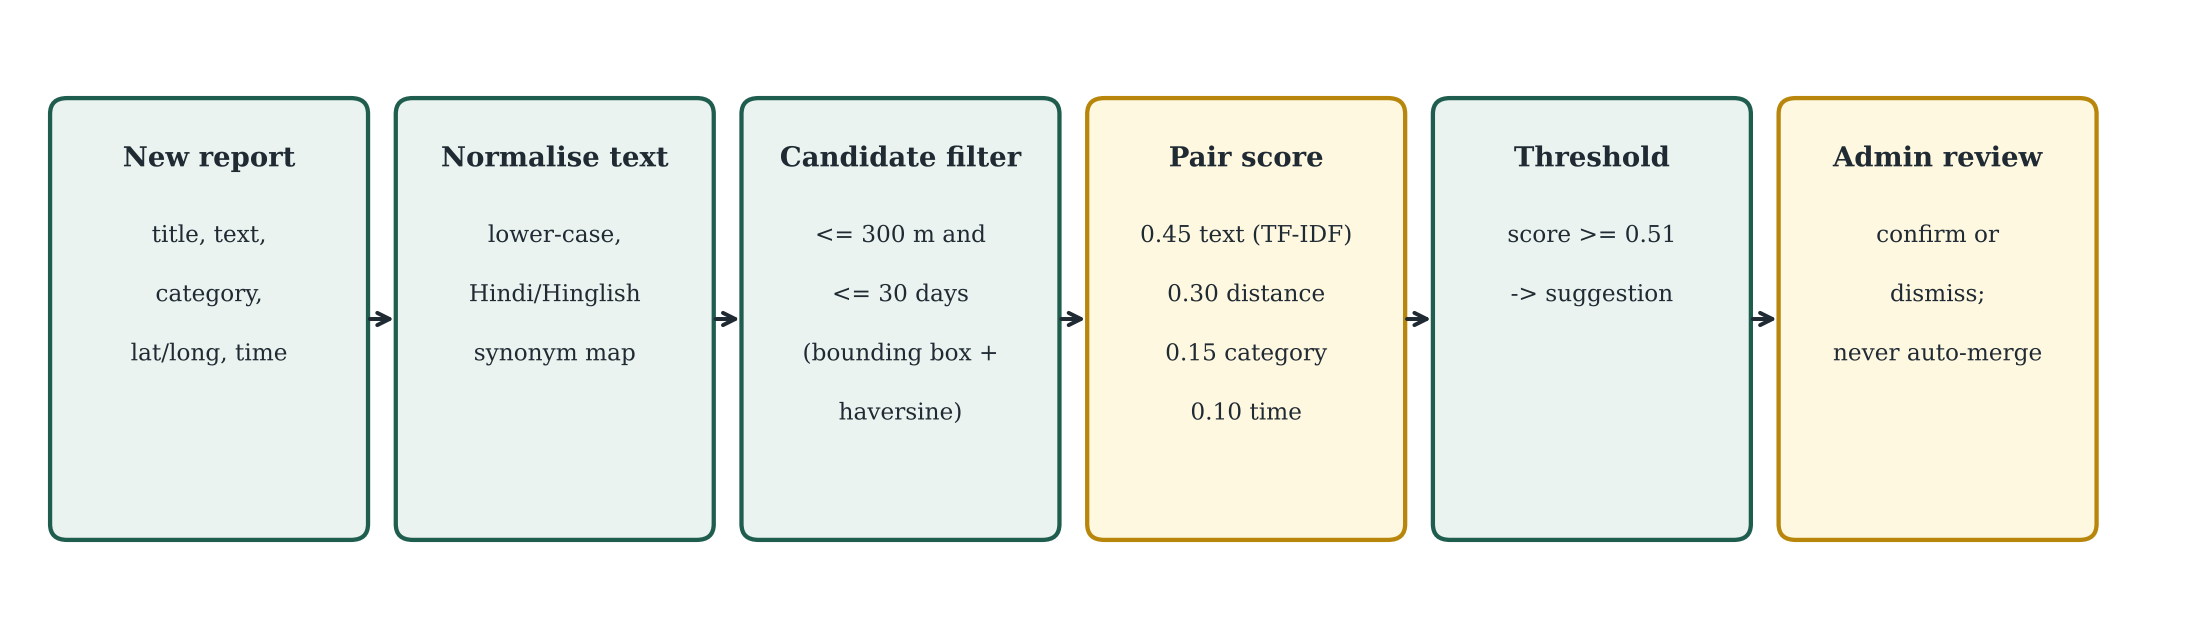 New report
title, text,
category,
lat/long, time
Normalise text
lower-case,
Hindi/Hinglish
synonym map
Candidate filter
<= 300 m and
<= 30 days
(bounding box +
haversine)
Pair score
0.45 text (TF-IDF)
0.30 distance
0.15 category
0.10 time
Threshold
score >= 0.51
-> suggestion
Admin review
confirm or
dismiss;
never auto-merge